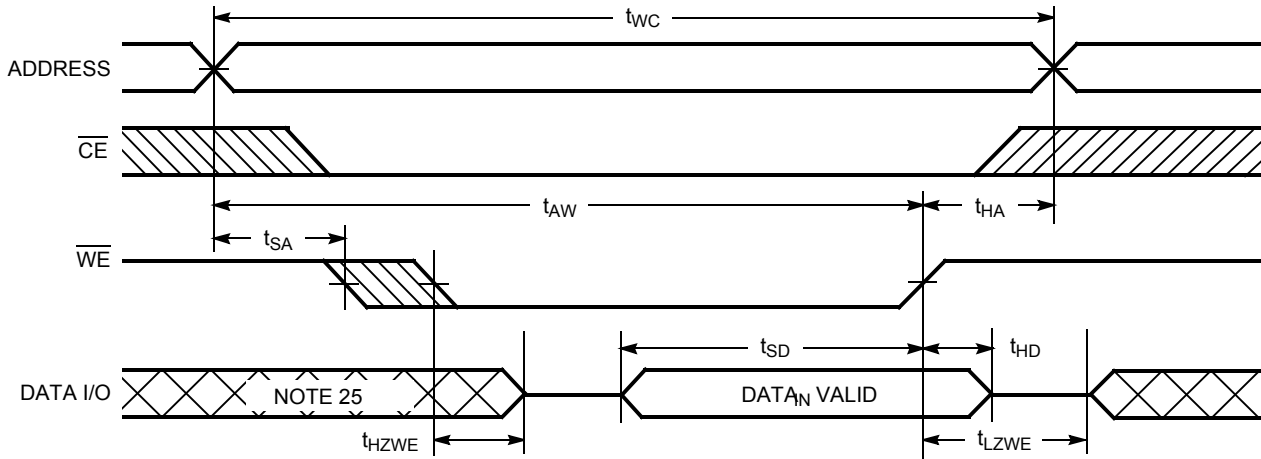 tWC
ADDRESS
CE
tAW
tHA
tSA
WE
tSD
tHD
DATA I/O
NOTE 25
DATAIN VALID
tHZWE
tLZWE